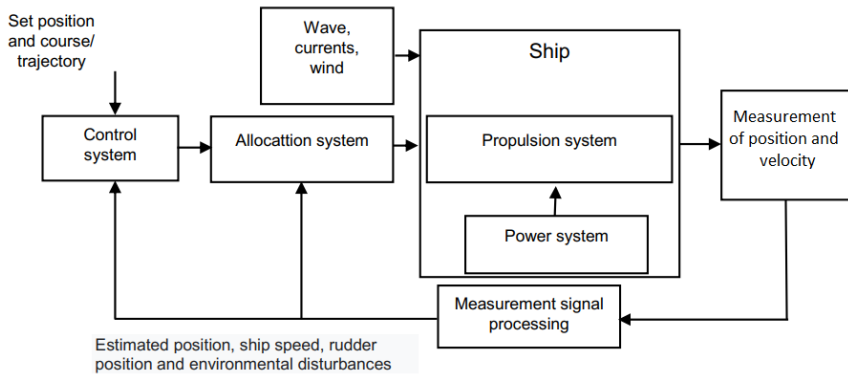 Set position
and course/
trajectory
Wave,
currents,
wind
Ship
Control
system
Allocattion system
Propulsion system
Measurement
of position and
velocity
Power system
Measurement signal
processing
Estimated position, ship speed, rudder
position and environmental disturbances